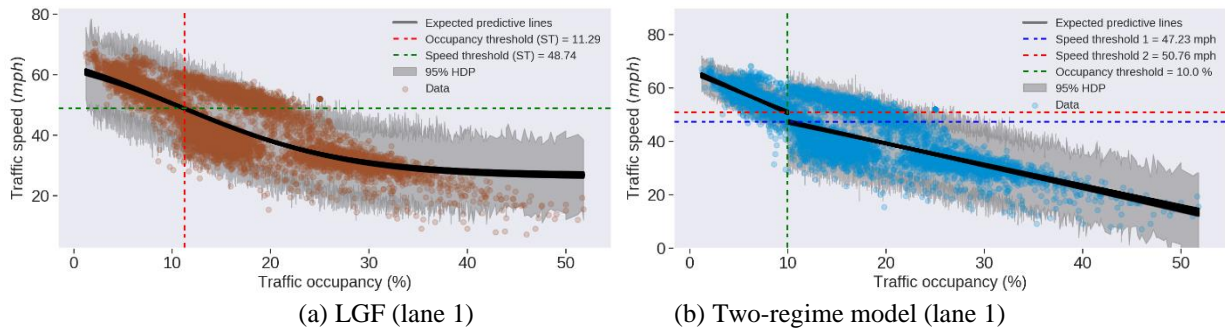 80
60
40
20
Traffic speed (mph)
Expected predictive lines
Occupancy threshold (ST) = 11.29
Speed threshold (ST) = 48.74
95% HDP
Data
0 10 20 30 40 50
Traffic occupancy (%)
(a) LGF (lane 1)
80
60
40
20
0
Traffic speed (mph)
Expected predictive lines
Speed threshold 1 = 47.23 mph
Speed threshold 2 = 50.76 mph
Occupancy threshold = 10.0 %
95% HDP
Data
0 10 20 30 40 50
Traffic occupancy (%)
(b) Two-regime model (lane 1)